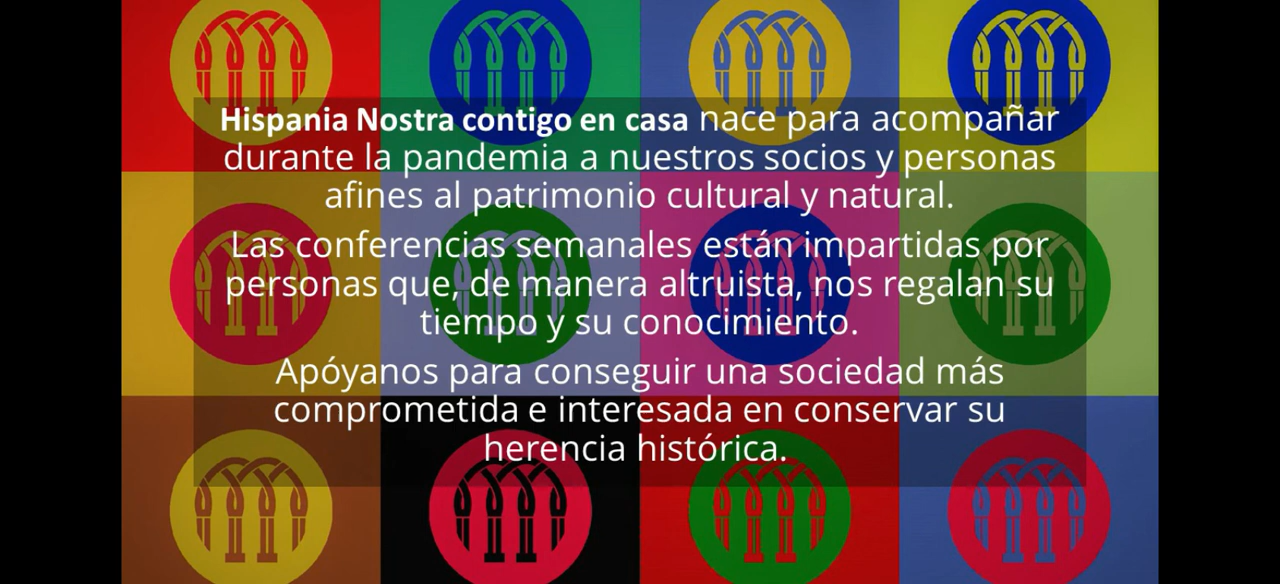 Hispania Nostra contigo en casa nace para acompañar
durante la pandemia a nuestros socios y personas
afines al patrimonio cultural y natural.
Las conferencias semanales están impartidas por
personas que, de manera altruista, nos regalan su
tiempo y su conocimiento.
Apóyanos para conseguir una sociedad más
comprometida e interesada en conservar su
herencia histórica.